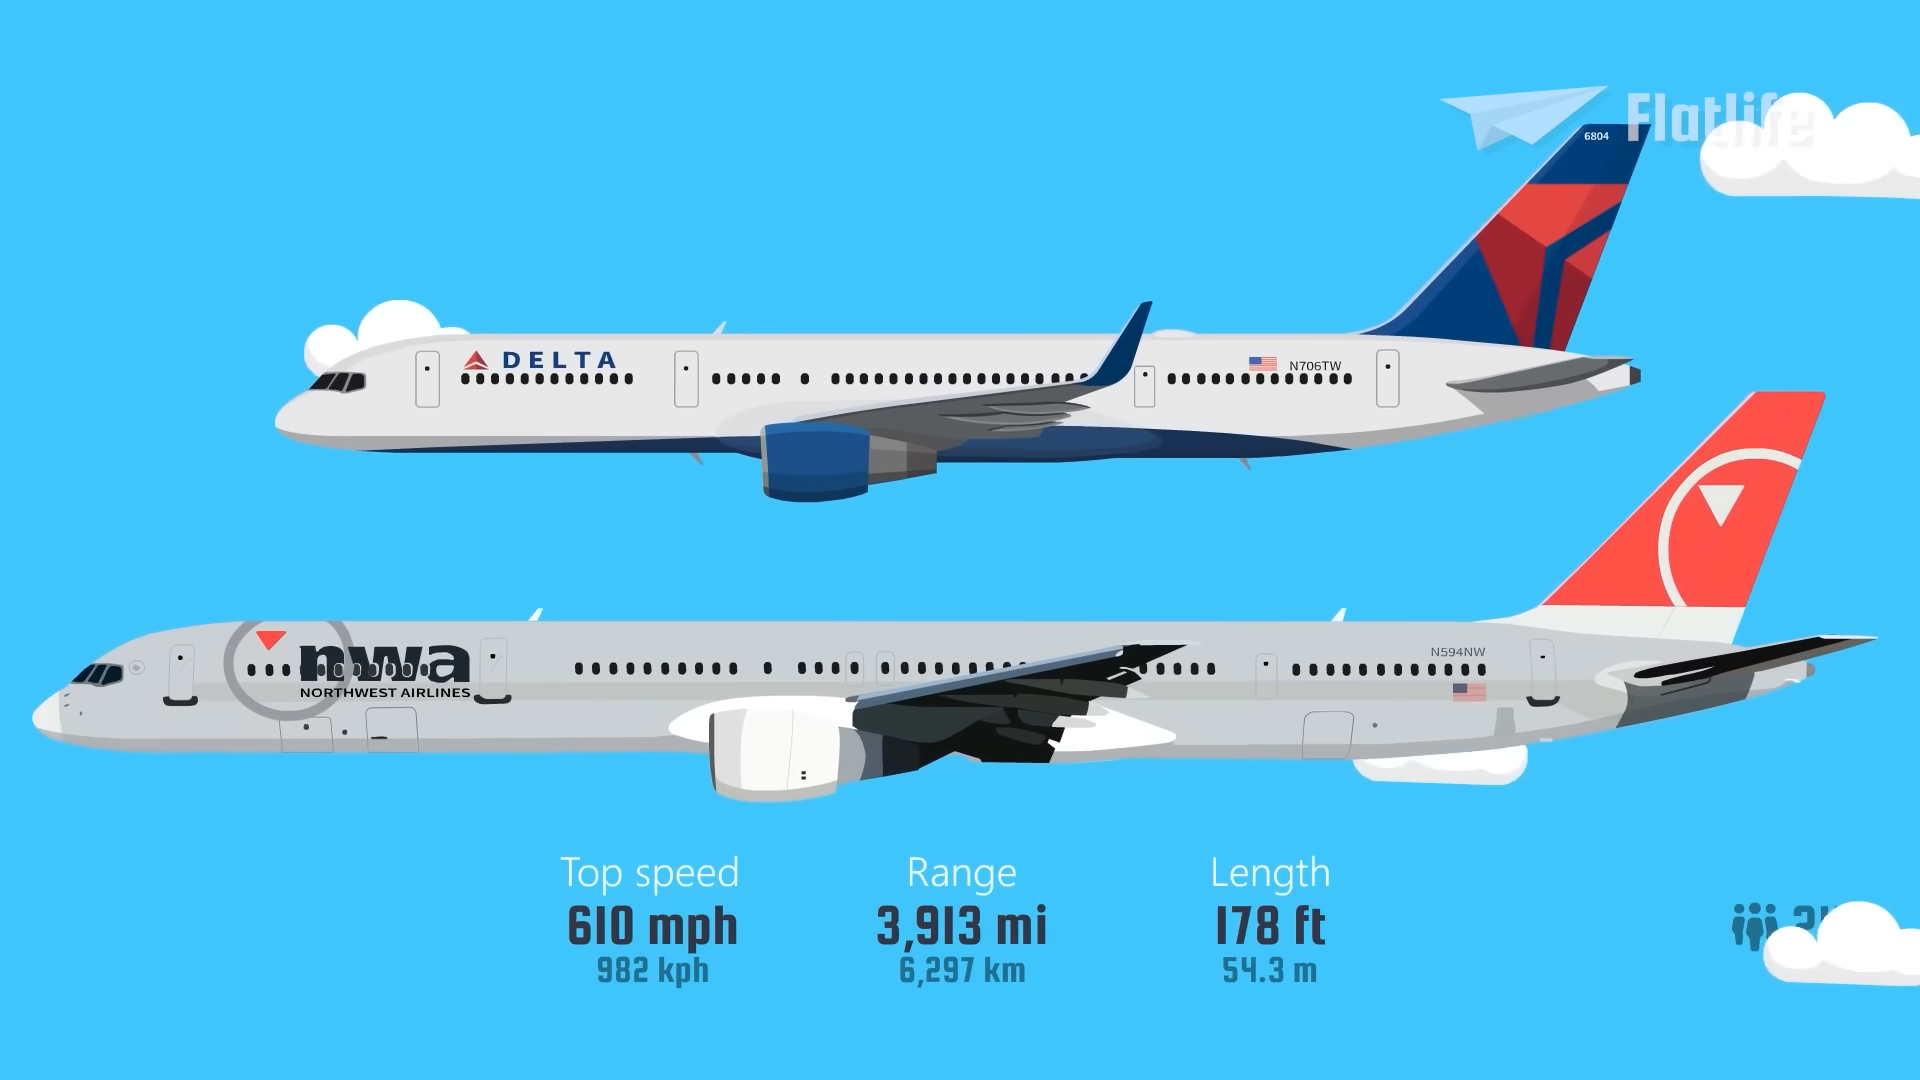 Flatlife
6804
DELTA
N706TW
nwa
NORTHWEST AIRLINES
N594NW
Top speed
610 mph
982 kph
Range
3,913 mi
6,297 km
Length
178 ft
54.3 m